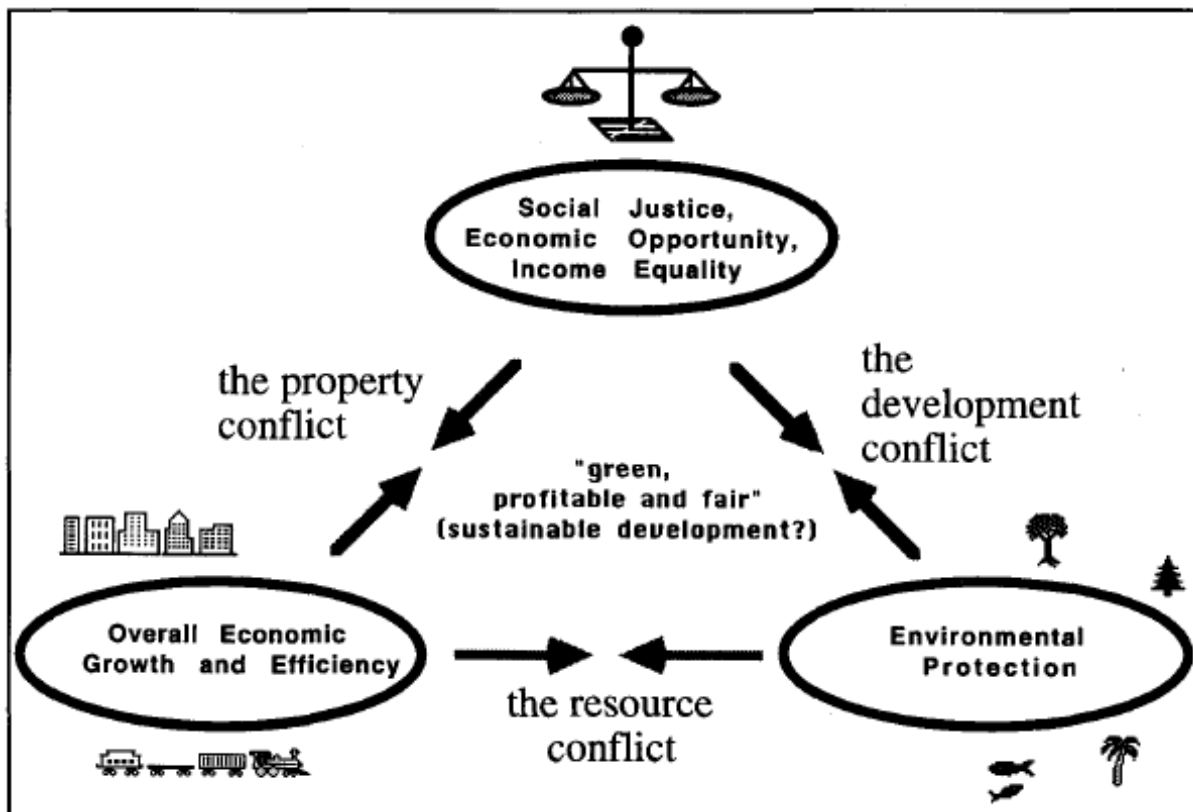 Social Justice,
Economic Opportunity,
Income Equality
the property
conflict
the
development
conflict
"green,
profitable and fair"
(sustainable development?)
Overall Economic
Growth and Efficiency
Environmental
Protection
the resource
conflict